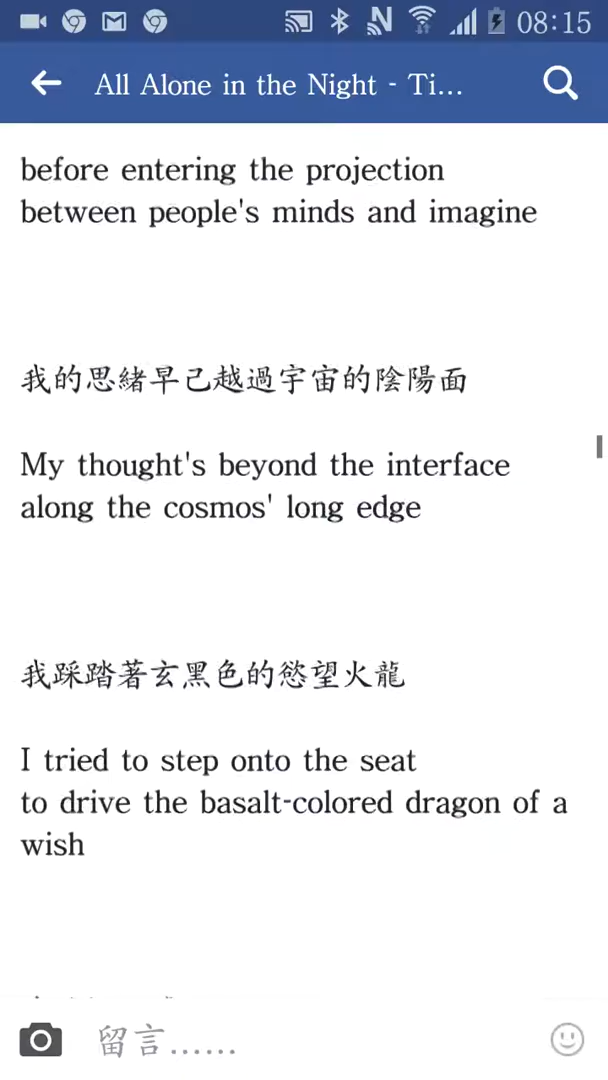 08:15
All Alone in the Night - Ti...
before entering the projection
between people's minds and imagine
我的思緒早已越過宇宙的陰陽面
My thought's beyond the interface
along the cosmos' long edge
我踩踏著玄黑色的慾望火龍
I tried to step onto the seat
to drive the basalt-colored dragon of a
wish
留言......